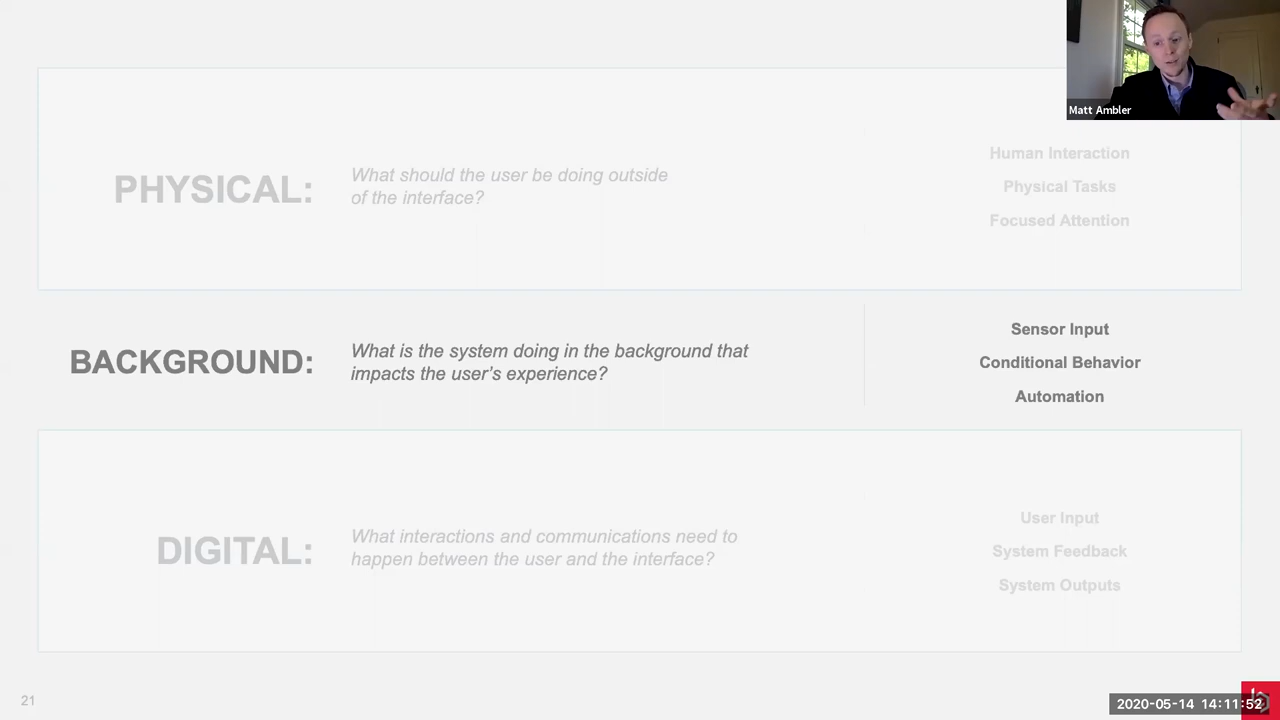 Matt Ambler
PHYSICAL:
What should the user be doing outside
of the interface?
Human Interaction
Physical Tasks
Focused Attention
BACKGROUND:
What is the system doing in the background that
impacts the user's experience?
Sensor Input
Conditional Behavior
Automation
DIGITAL:
What interactions and communications need to
happen between the user and the interface?
User Input
System Feedback
System Outputs
21
2020-05-14 14:11:52